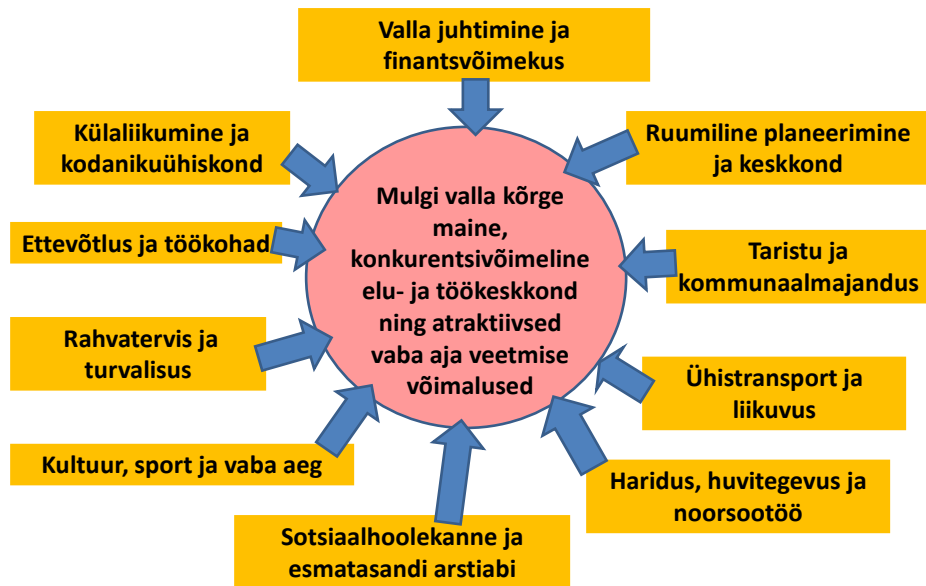 Valla juhtimine ja
finantsvõimekus
Külaliikumine ja
kodanikuühiskond
Ruumiline planeerimine
ja keskkond
Mulgi valla kõrge
maine,
konkurentsivõimeline
elu- ja töökeskkond
ning atraktiivsed
vaba aja veetmise
võimalused
Ettevõtlus ja töökohad
Taristu ja
kommunaalmajandus
Rahvatervis ja
turvalisus
Ühistransport ja
liikuvus
Kultuur, sport ja vaba aeg
Haridus, huvitegevus ja
noorsootöö
Sotsiaalhoolekanne ja
esmatasandi arstiabi